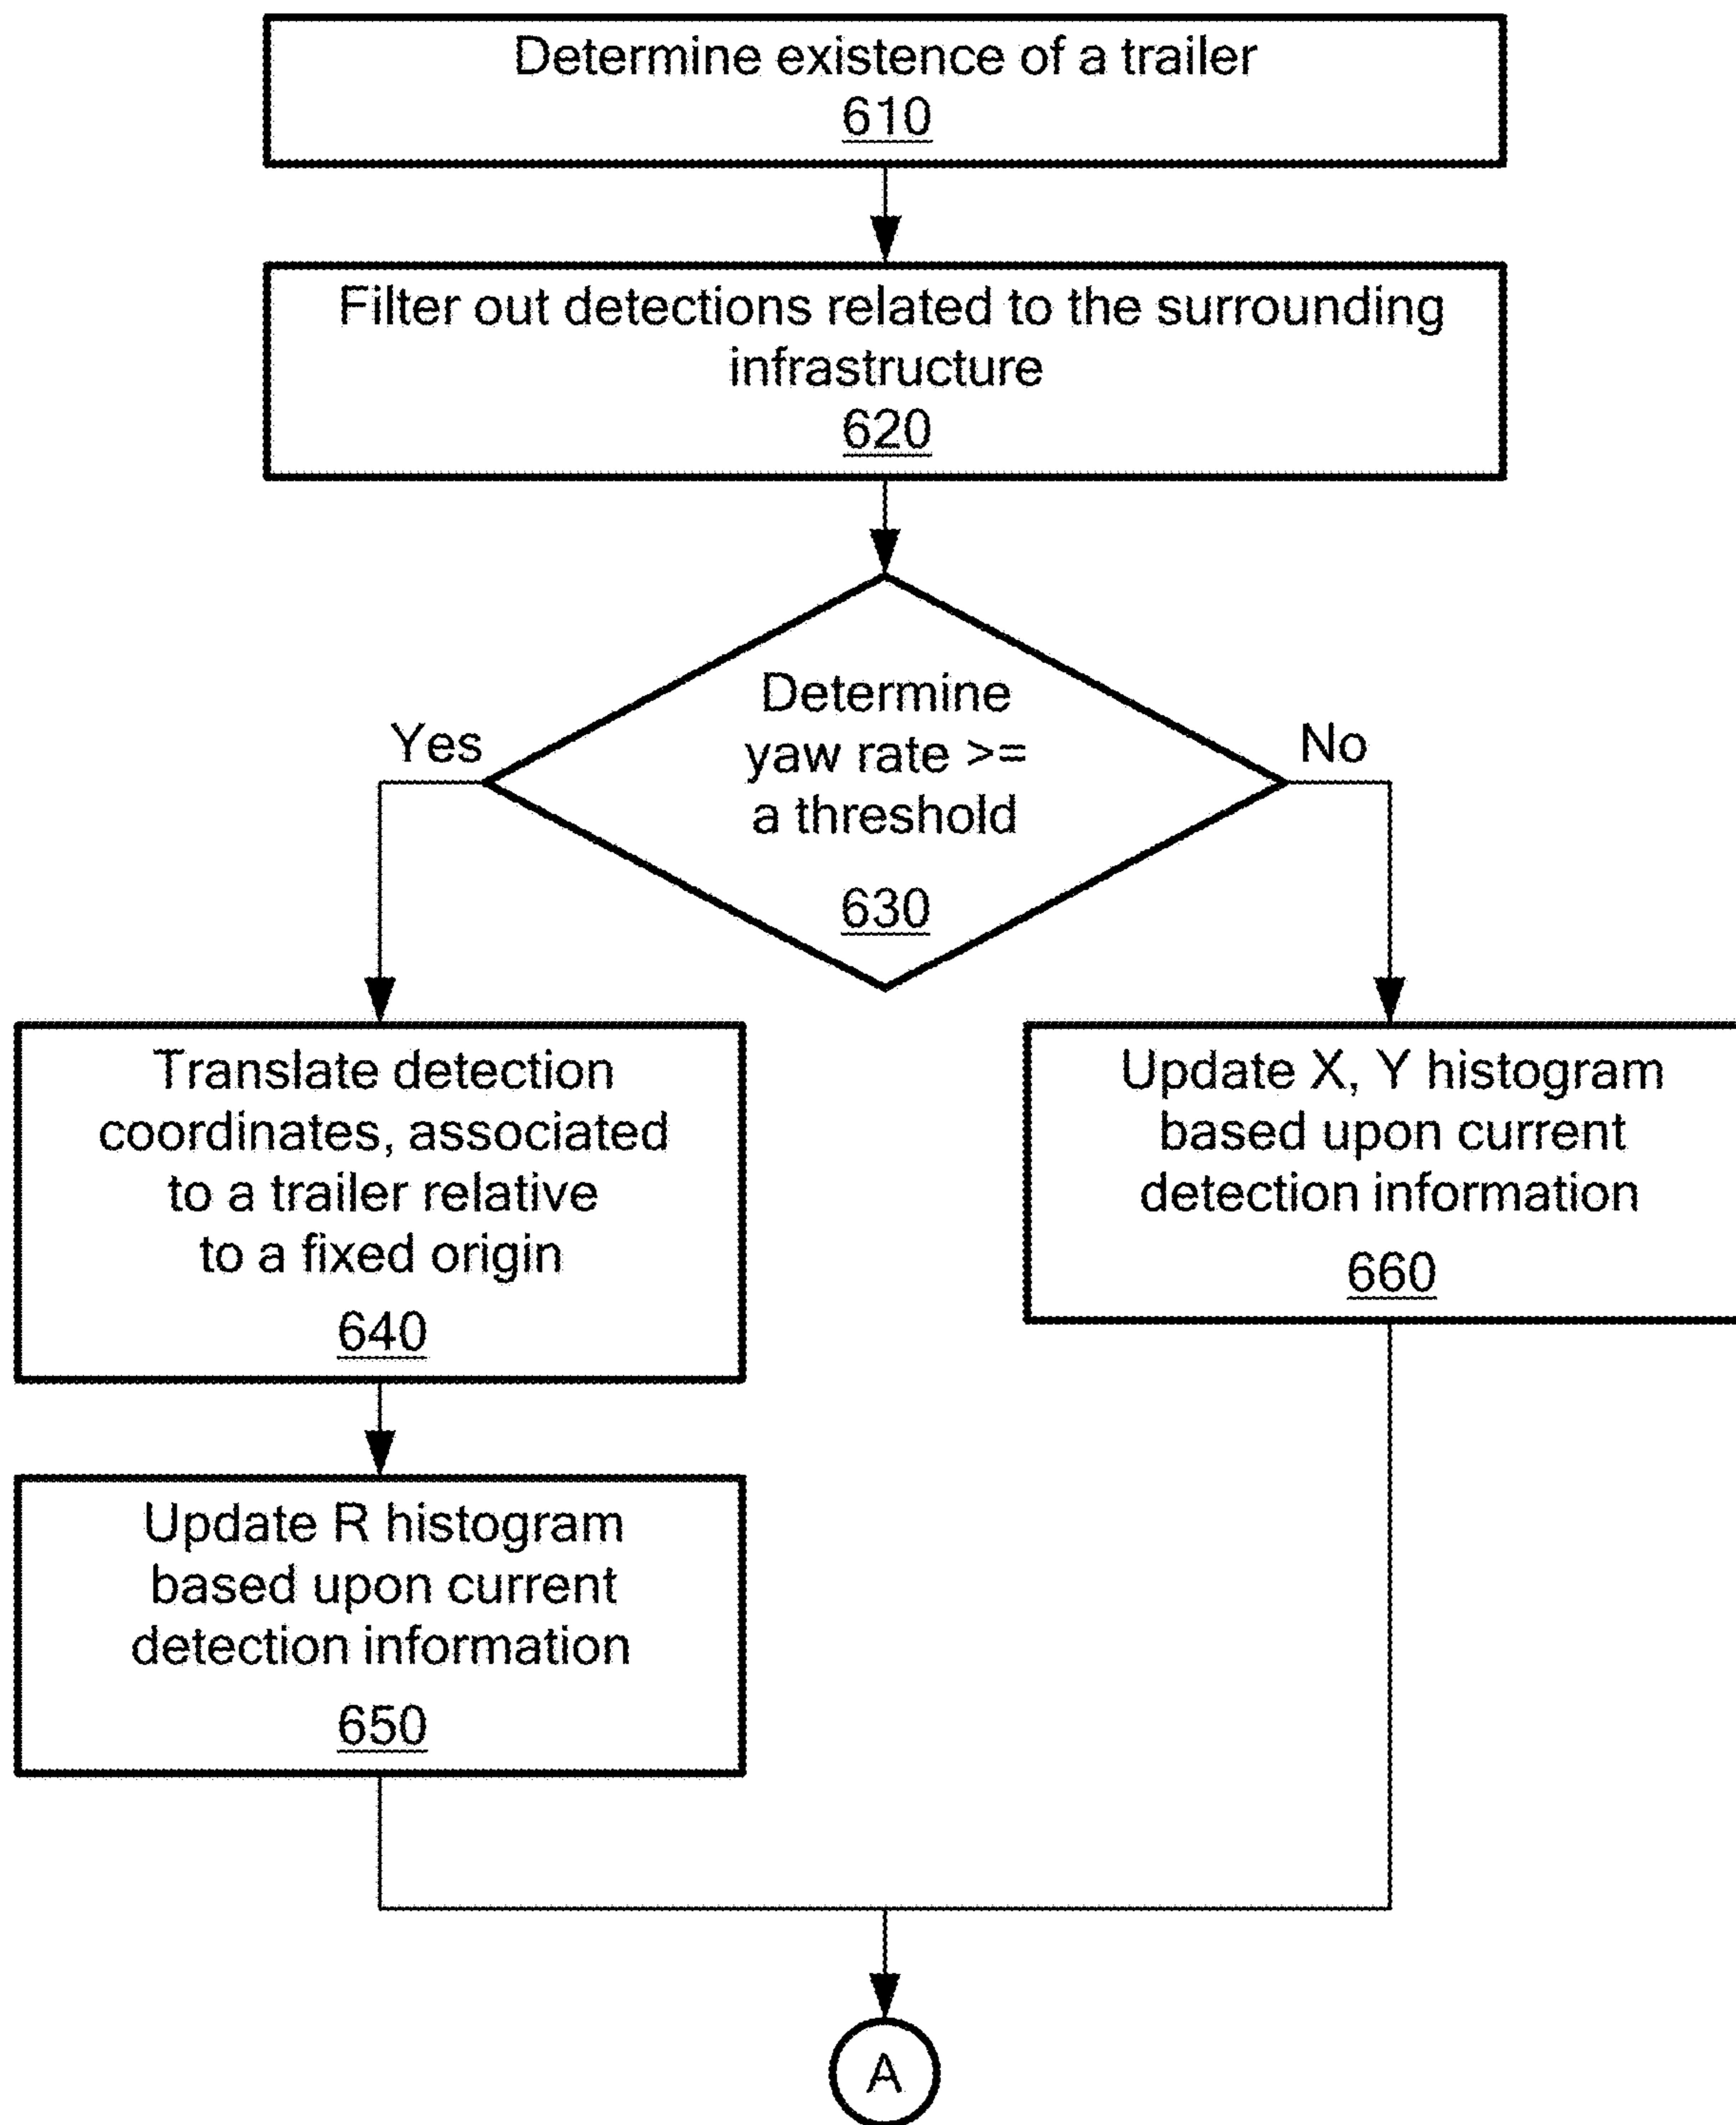 Determine existence of a trailer
610
Filter out detections related to the surrounding
infrastructure
620
Determine
yaw rate >=
a threshold
630
Yes
No
Translate detection
coordinates, associated
to a trailer relative
to a fixed origin
640
Update X, Y histogram
based upon current
detection information
660
Update R histogram
based upon current
detection information
650
A